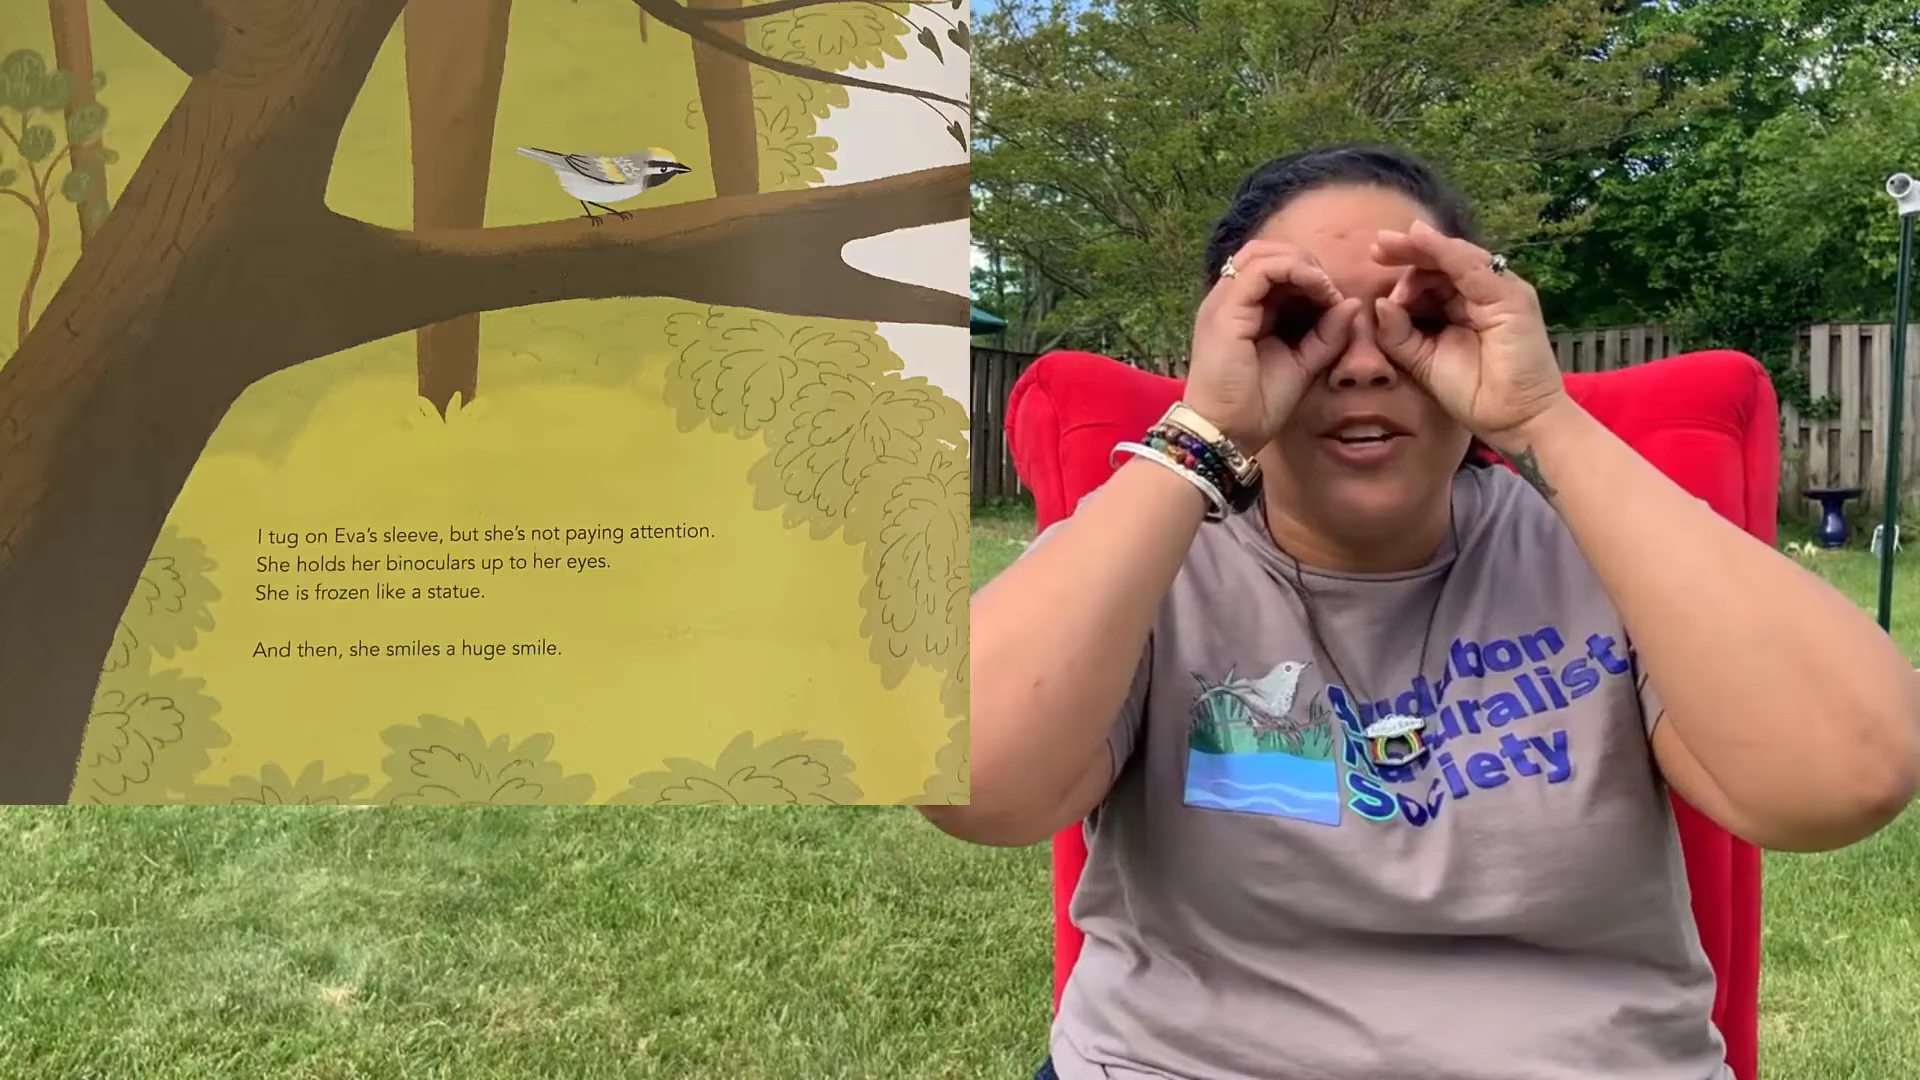 I tug on Eva's sleeve, but she's not paying attention.
She holds her binoculars up to her eyes.
She is frozen like a statue.
And then, she smiles a huge smile.
Audubon
Naturalist
Society